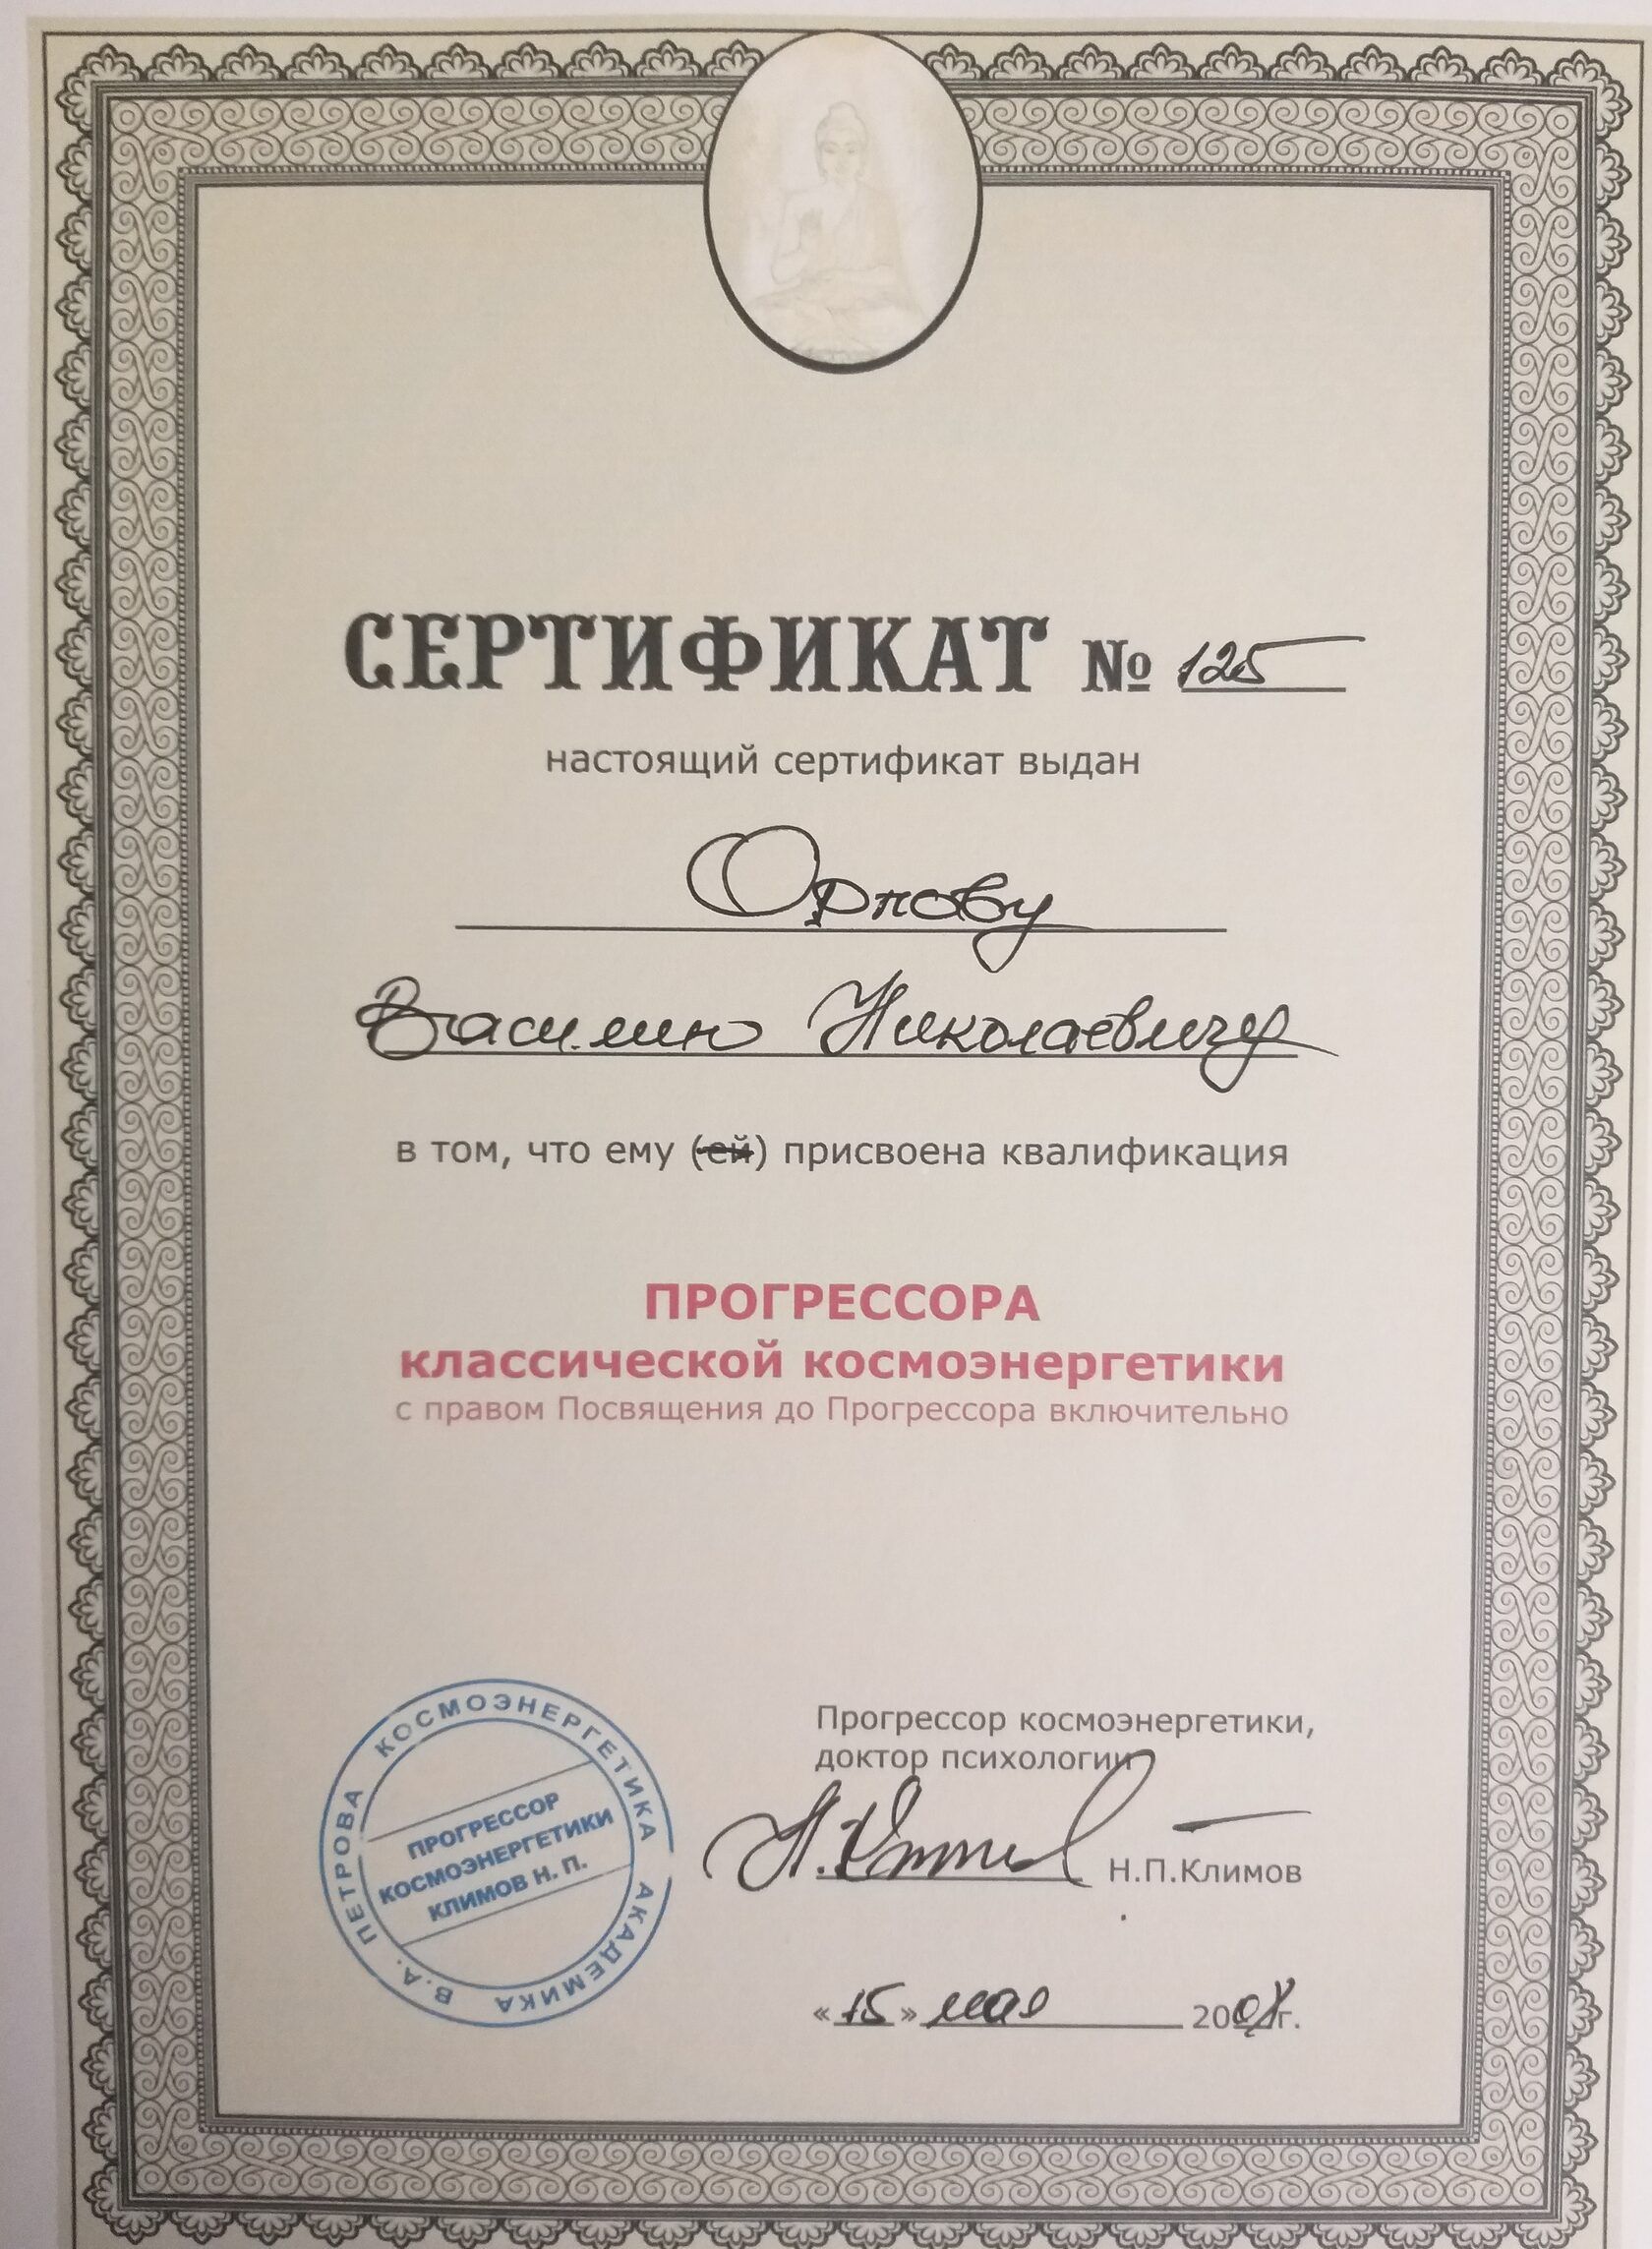 СЕРТИФИКАТ № 125
настоящий сертификат выдан
Орлову
Василию Николаевичу
в том, что ему (ей) присвоена квалификация
ПРОГРЕССОРА
классической космоэнергетики
с правом Посвящения до Прогрессора включительно
Прогрессор космоэнергетики,
доктор психологии
Н.П.Климов
«15» мая 2008г.
КОСМОЭНЕРГЕТИКА АКАДЕМИКА В.А. ПЕТРОВА
ПРОГРЕССОР
КОСМОЭНЕРГЕТИКИ
КЛИМОВ Н. П.